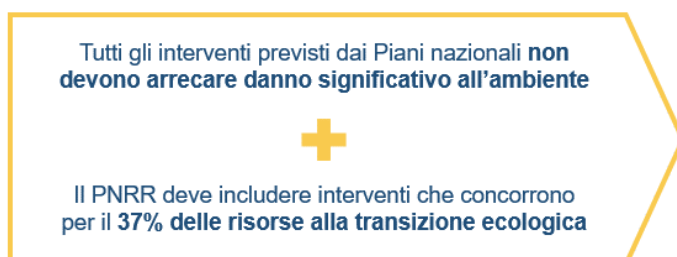 Tutti gli interventi previsti dai Piani nazionali non
devono arrecare danno significativo all'ambiente
Il PNRR deve includere interventi che concorrono
per il 37% delle risorse alla transizione ecologica